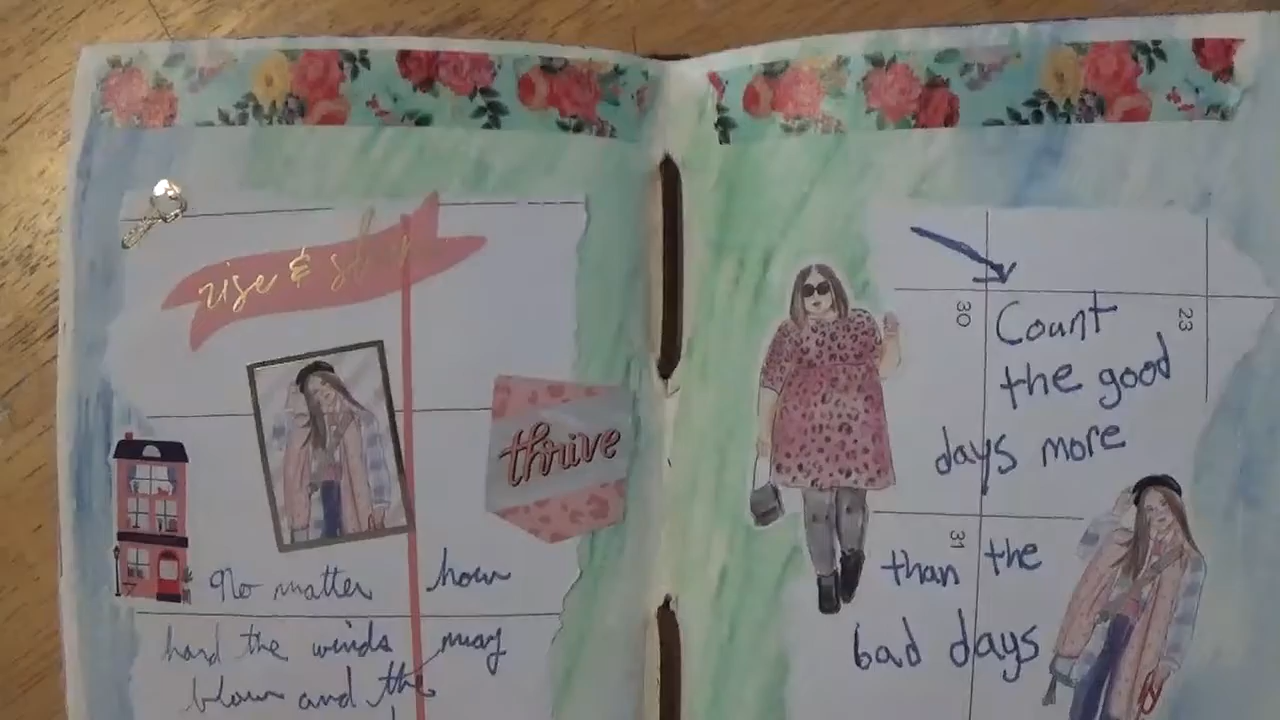 rise & slay
thrive
No matter how
hard the winds may
blow and the
30
23
Count
the good
days more
31
than the
bad days